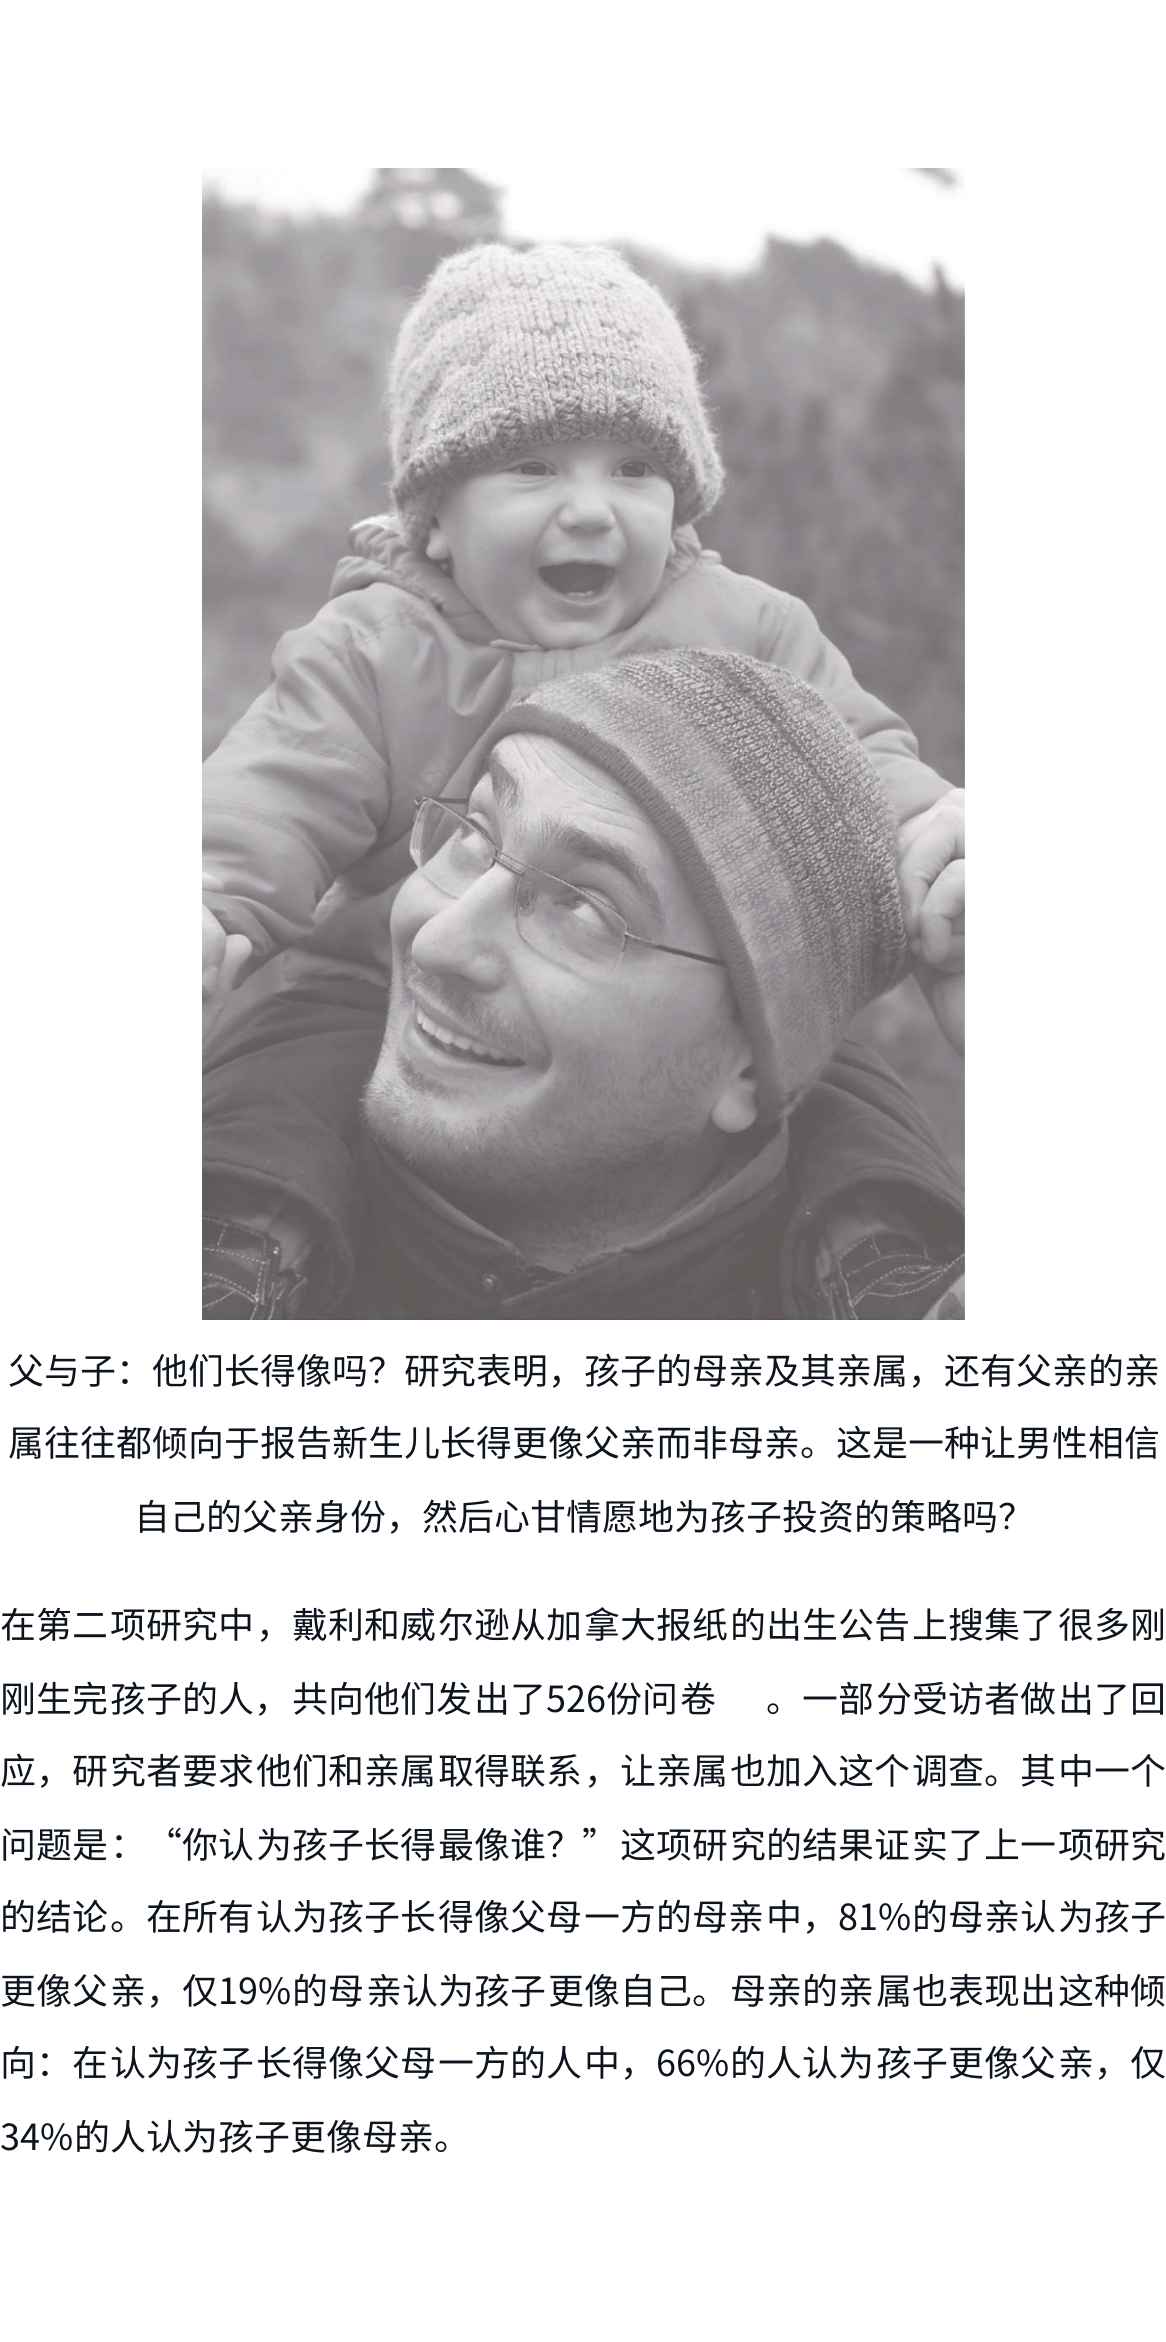 父与子：他们长得像吗？研究表明，孩子的母亲及其亲属，还有父亲的亲
属往往都倾向于报告新生儿长得更像父亲而非母亲。这是一种让男性相信
自己的父亲身份，然后心甘情愿地为孩子投资的策略吗？
在第二项研究中，戴利和威尔逊从加拿大报纸的出生公告上搜集了很多刚
刚生完孩子的人，共向他们发出了526份问卷 。一部分受访者做出了回
应，研究者要求他们和亲属取得联系，让亲属也加入这个调查。其中一个
问题是：“你认为孩子长得最像谁？”这项研究的结果证实了上一项研究
的结论。在所有认为孩子长得像父母一方的母亲中，81%的母亲认为孩子
更像父亲，仅19%的母亲认为孩子更像自己。母亲的亲属也表现出这种倾
向：在认为孩子长得像父母一方的人中，66%的人认为孩子更像父亲，仅
34%的人认为孩子更像母亲。